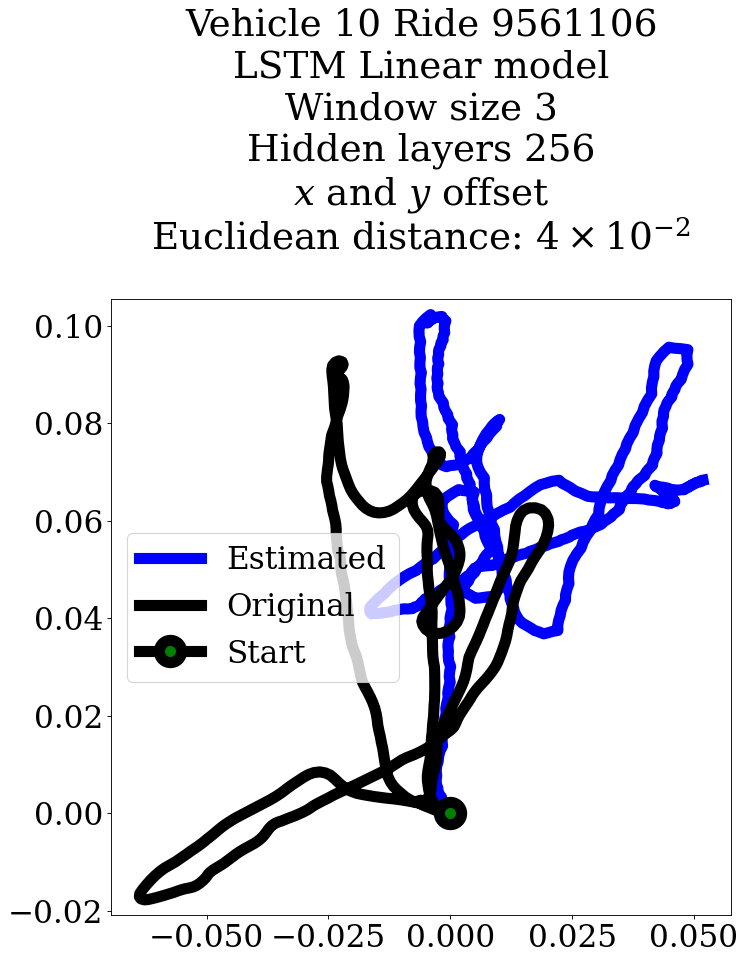 Vehicle 10 Ride 9561106
LSTM Linear model
Window size 3
Hidden layers 256
x and y offset
Euclidean distance: 4 × 10⁻²
0.10
0.08
0.06
0.04
0.02
0.00
−0.02
Estimated
Original
Start
−0.050 −0.025 0.000 0.025 0.050